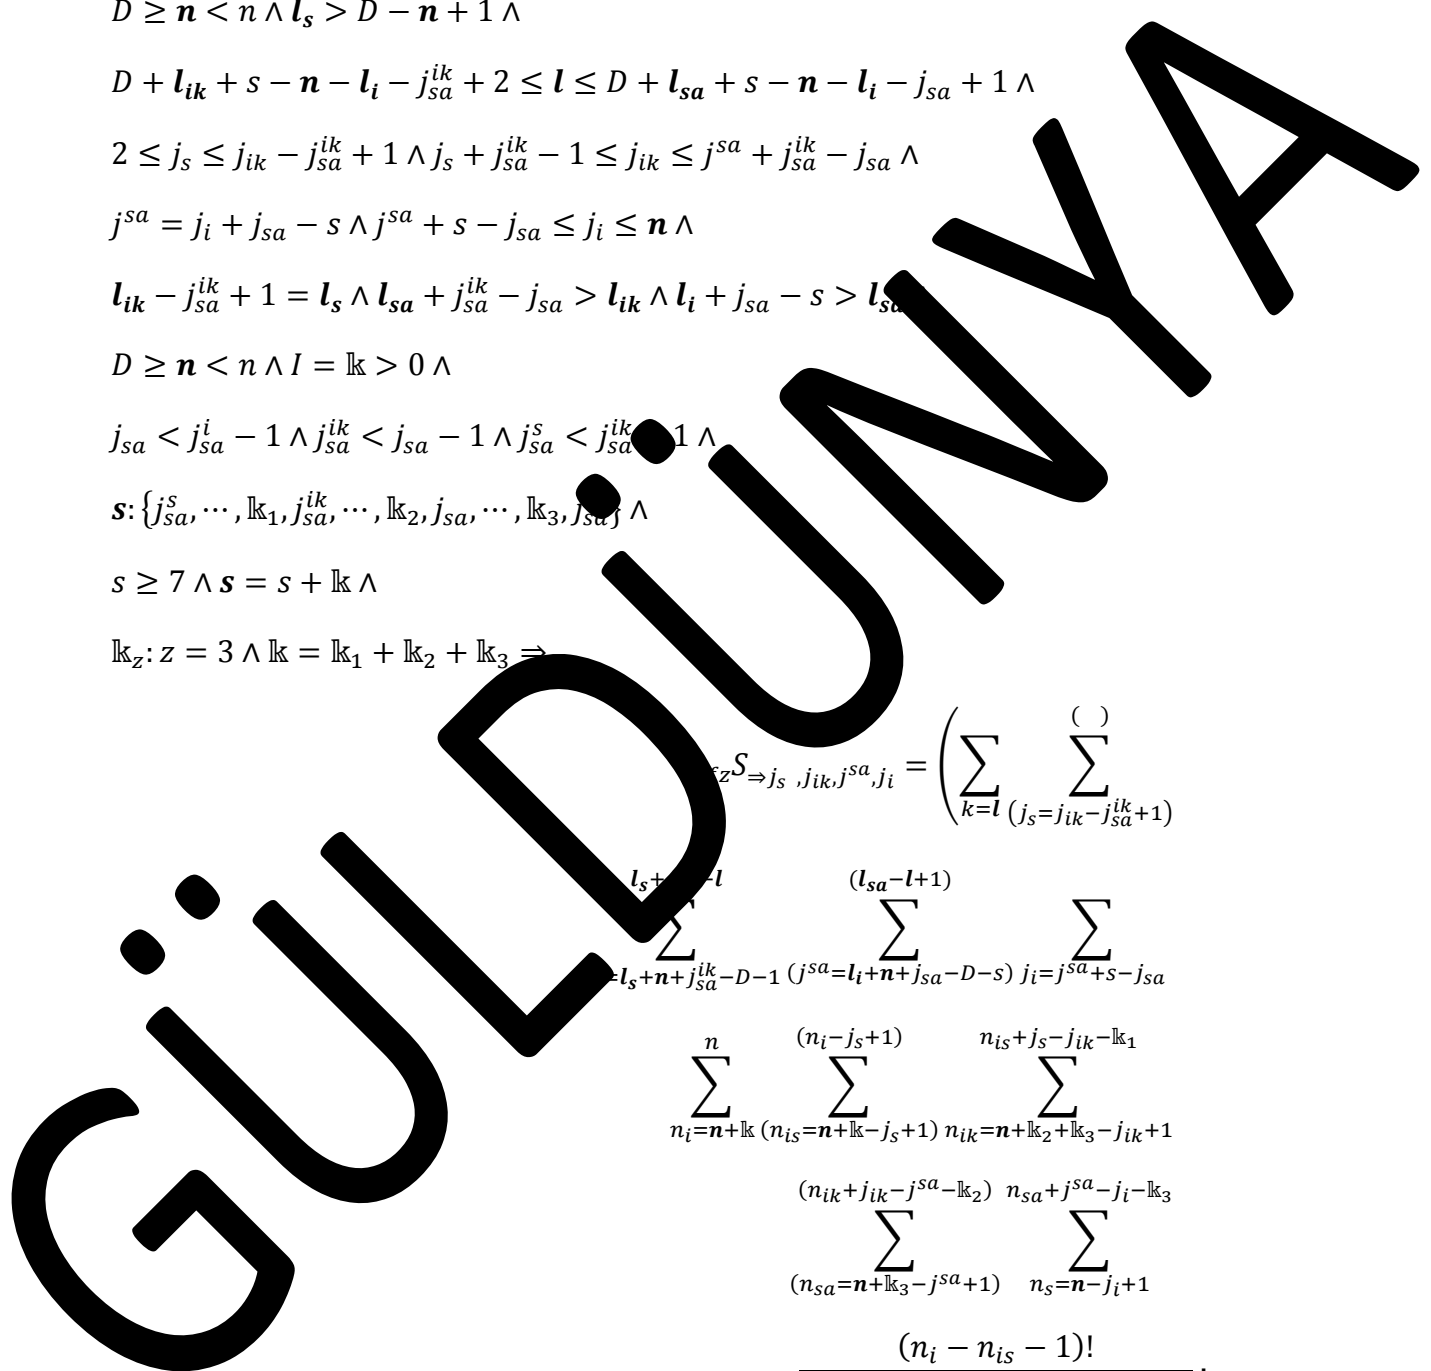 D ≥ 𝒏 < n ∧ 𝒍_𝒔 > D − 𝒏 + 1 ∧
D + 𝒍_𝒊𝒌 + s − 𝒏 − 𝒍_𝒊 − j_sa^ik + 2 ≤ 𝒍 ≤ D + 𝒍_𝒔𝒂 + s − 𝒏 − 𝒍_𝒊 − j_sa + 1 ∧
2 ≤ j_s ≤ j_ik − j_sa^ik + 1 ∧ j_s + j_sa^ik − 1 ≤ j_ik ≤ j^sa + j_sa^ik − j_sa ∧
j^sa = j_i + j_sa − s ∧ j^sa + s − j_sa ≤ j_i ≤ 𝒏 ∧
𝒍_𝒊𝒌 − j_sa^ik + 1 = 𝒍_𝒔 ∧ 𝒍_𝒔𝒂 + j_sa^ik − j_sa > 𝒍_𝒊𝒌 ∧ 𝒍_𝒊 + j_sa − s > 𝒍_𝒔𝒂
D ≥ 𝒏 < n ∧ I = 𝕜 > 0 ∧
j_sa < j_sa^i − 1 ∧ j_sa^ik < j_sa − 1 ∧ j_sa^s < j_sa^ik 1 ∧
𝒔: {j_sa^s, ⋯, 𝕜_1, j_sa^ik, ⋯, 𝕜_2, j_sa, ⋯, 𝕜_3, j_sa} ∧
s ≥ 7 ∧ 𝒔 = s + 𝕜 ∧
𝕜_z: z = 3 ∧ 𝕜 = 𝕜_1 + 𝕜_2 + 𝕜_3 ⇒
_z S_{⇒j_s ,j_ik,j^sa,j_i} = ( ∑_{k=𝒍} ∑_{(j_s=j_ik−j_sa^ik+1)}^{( )}
∑_{=𝒍_𝒔+𝒏+j_sa^ik−D−1}^{𝒍_𝒔+ −𝒍} ∑_{(j^sa=𝒍_𝒊+𝒏+j_sa−D−s)}^{(𝒍_𝒔𝒂−𝒍+1)} ∑_{j_i=j^sa+s−j_sa}
∑_{n_i=𝒏+𝕜}^{n} ∑_{(n_is=𝒏+𝕜−j_s+1)}^{(n_i−j_s+1)} ∑_{n_ik=𝒏+𝕜_2+𝕜_3−j_ik+1}^{n_is+j_s−j_ik−𝕜_1}
∑_{(n_sa=𝒏+𝕜_3−j^sa+1)}^{(n_ik+j_ik−j^sa−𝕜_2)} ∑_{n_s=𝒏−j_i+1}^{n_sa+j^sa−j_i−𝕜_3}
(n_i − n_is − 1)!
GÜLDÜNYA